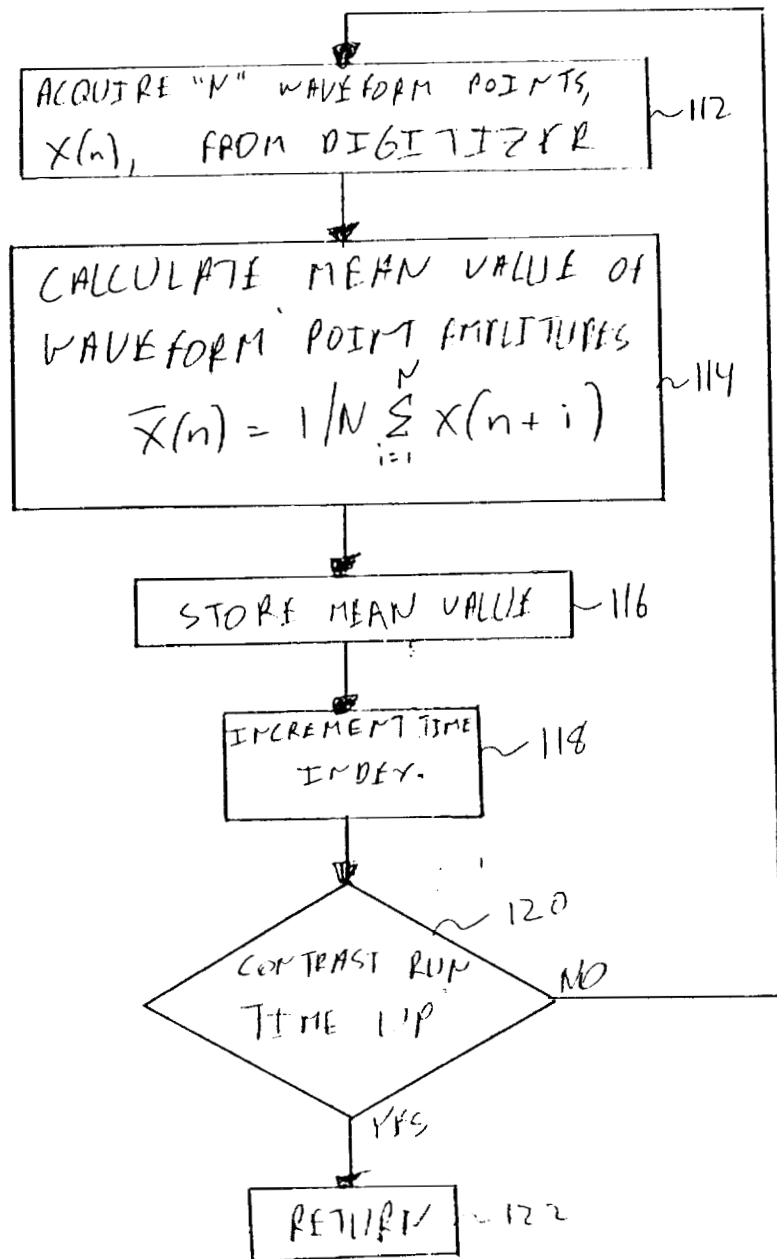 ACQUIRE "N" WAVEFORM POINTS,
X(n), FROM DIGITIZER
112
CALCULATE MEAN VALUE OF
WAVEFORM POINT AMPLITUDES
X̅(n) = 1/N ∑ᵢ₌₁ᴺ X(n+i)
114
STORE MEAN VALUE
116
INCREMENT TIME
INDEX.
118
120
CONTRAST RUN
TIME UP
NO
YES
RETURN
122